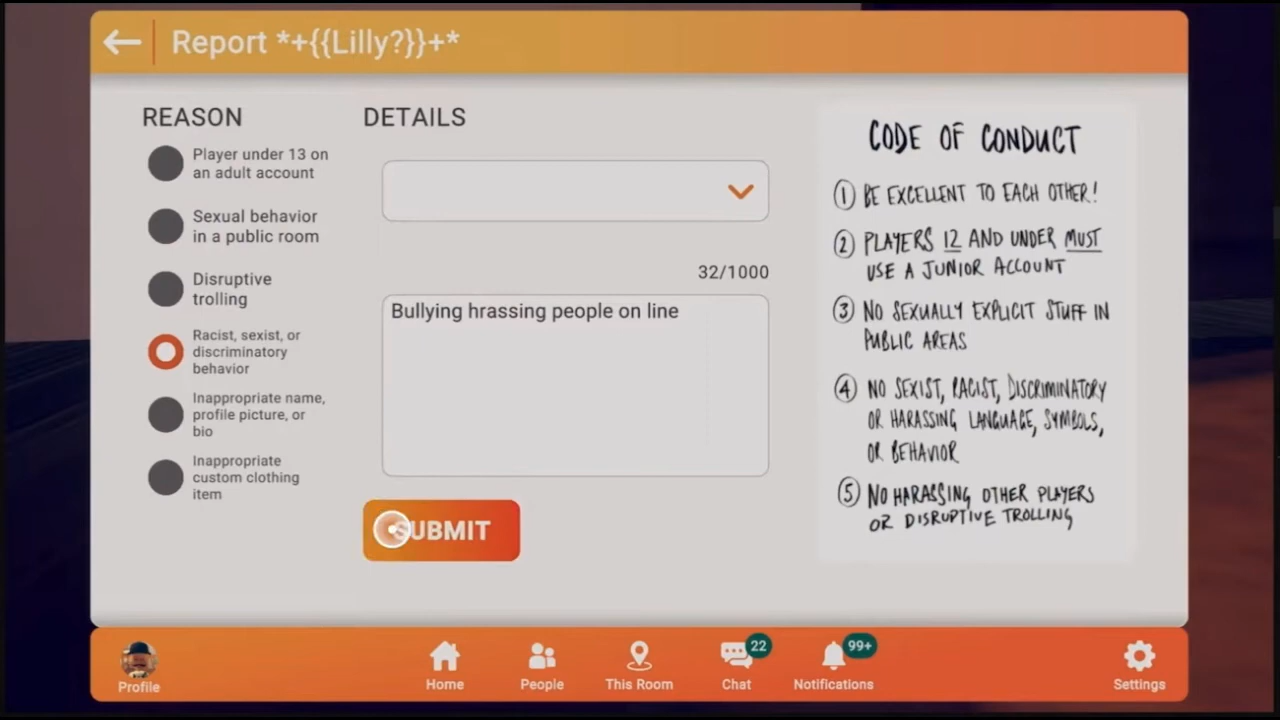 Report *+{{Lilly?}}+*
REASON
Player under 13 on
an adult account
Sexual behavior
in a public room
Disruptive
trolling
Racist, sexist, or
discriminatory
behavior
Inappropriate name,
profile picture, or
bio
Inappropriate
custom clothing
item
DETAILS
32/1000
Bullying hrassing people on line
SUBMIT
CODE OF CONDUCT
1 BE EXCELLENT TO EACH OTHER!
2 PLAYERS 12 AND UNDER MUST
USE A JUNIOR ACCOUNT
3 NO SEXUALLY EXPLICIT STUFF IN
PUBLIC AREAS
4 NO SEXIST, RACIST, DISCRIMINATORY
OR HARASSING LANGUAGE, SYMBOLS,
OR BEHAVIOR
5 NO HARASSING OTHER PLAYERS
OR DISRUPTIVE TROLLING
Profile
Home
People
This Room
Chat
22
Notifications
99+
Settings